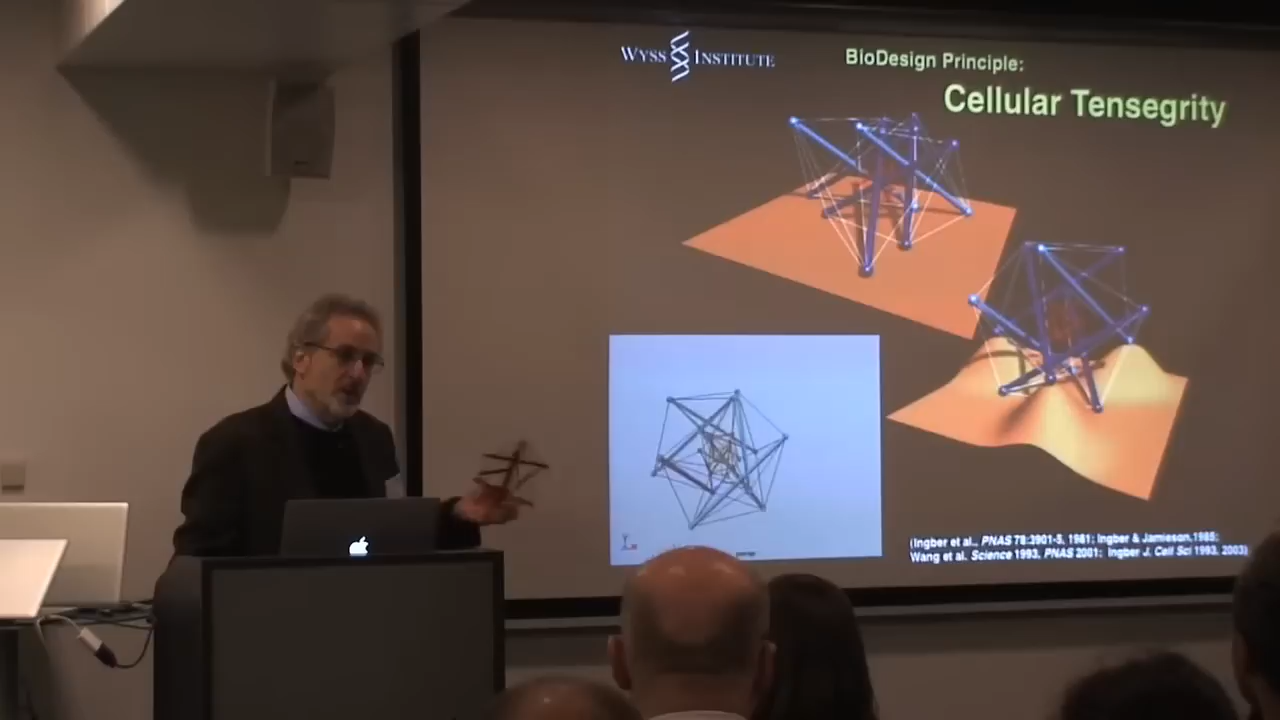 WYSS INSTITUTE
BioDesign Principle:
Cellular Tensegrity
(Ingber et al., PNAS 78:3901-5, 1981; Ingber & Jamieson,1985;
Wang et al. Science 1993, PNAS 2001; Ingber J. Cell Sci 1993, 2003)